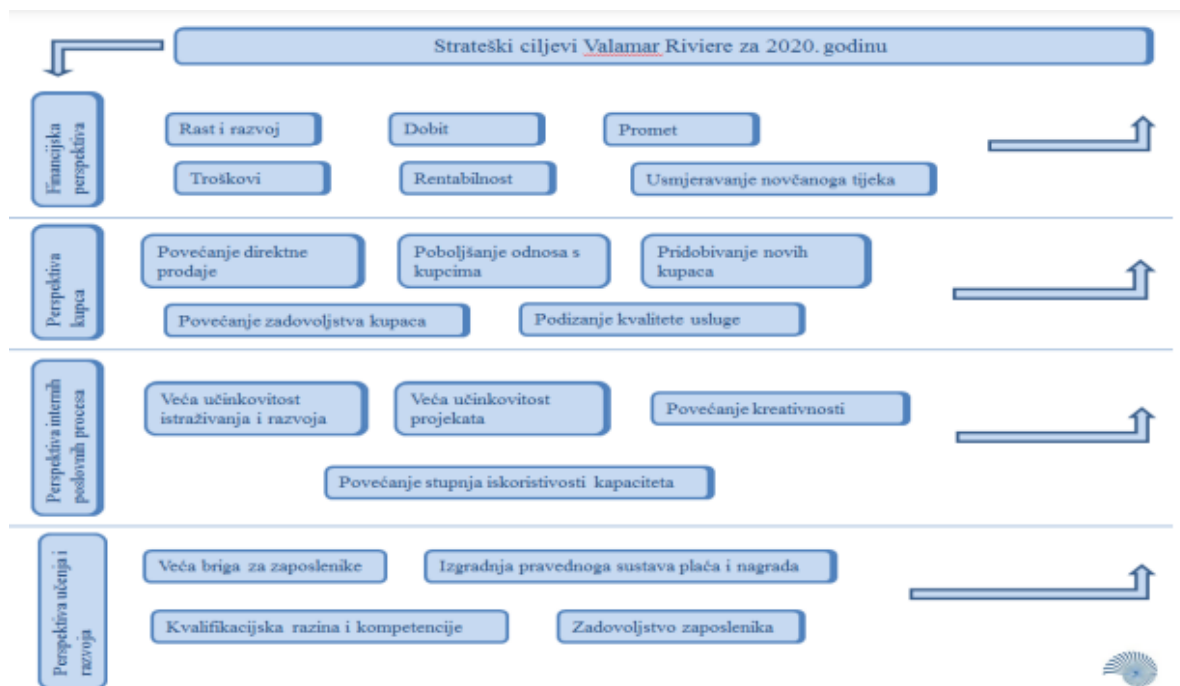 Strateški ciljevi Valamar Riviere za 2020. godinu
Financijska
perspektiva
Rast i razvoj
Dobit
Promet
Troškovi
Rentabilnost
Usmjeravanje novčanoga tijeka
Perspektiva
kupca
Povećanje direktne
prodaje
Poboljšanje odnosa s
kupcima
Pridobivanje novih
kupaca
Povećanje zadovoljstva kupaca
Podizanje kvalitete usluge
Perspektiva internih
poslovnih procesa
Veća učinkovitost
istraživanja i razvoja
Veća učinkovitost
projekata
Povećanje kreativnosti
Povećanje stupnja iskoristivosti kapaciteta
Perspektiva učenja i
razvoja
Veća briga za zaposlenike
Izgradnja pravednoga sustava plaća i nagrada
Kvalifikacijska razina i kompetencije
Zadovoljstvo zaposlenika